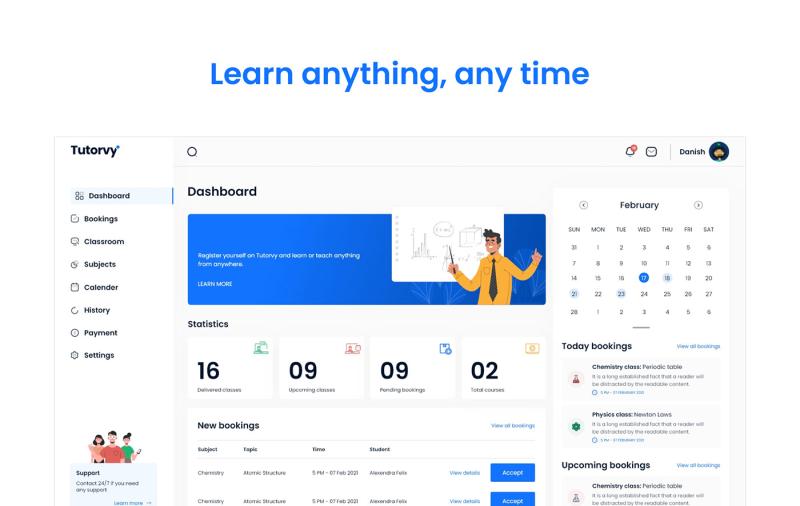 Learn anything, any time
Tutorvy
Danish
Dashboard
Bookings
Classroom
Subjects
Calender
History
Payment
Settings
Support
Contact 24/7 if you need
any support
Learn more →
Dashboard
Register yourself on Tutorvy and learn or teach anything
from anywhere.
LEARN MORE
Statistics
16
Delivered classes
09
Upcoming classes
09
Pending bookings
02
Total courses
New bookings
View all bookings
Subject Topic Time Student
Chemistry Atomic Structure 5 PM - 07 Feb 2021 Alexendra Felix View details Accept
Chemistry Atomic Structure 5 PM - 07 Feb 2021 Alexendra Felix View details Accept
February
SUN MON TUE WED THU FRI SAT
31 1 2 3 4 5 6
7 8 9 10 11 12 13
14 15 16 17 18 19 20
21 22 23 24 25 26 27
28 1 2 3 4 5 6
Today bookings
View all bookings
Chemistry class: Periodic table
It is a long established fact that a reader will
be distracted by the readable content.
Physics class: Newton Laws
It is a long established fact that a reader will
be distracted by the readable content.
Upcoming bookings
View all bookings
Chemistry class: Periodic table
It is a long established fact that a reader will
be distracted by the readable content.